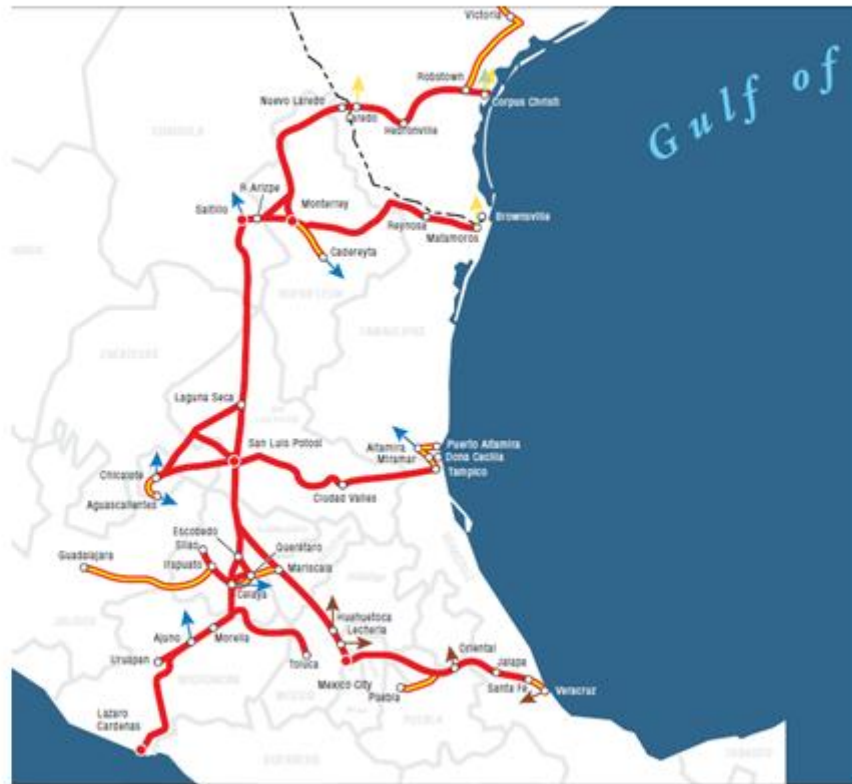 Victoria
Gulf of
Robstown
Nuevo Laredo
Laredo
Corpus Christi
Hebronville
R. Arizpe
Saltillo
Monterrey
Reynosa
Brownsville
Matamoros
Cadereyta
Laguna Seca
San Luis Potosi
Altamira
Puerto Altamira
Miramar
Dona Cecilia
Tampico
Chicalote
Ciudad Valles
Aguascalientes
Escobedo
Silao
Querétaro
Guadalajara
Irapuato
Mariscala
Celaya
Huehuetoca
Ajuno
Morelia
Lecheria
Oriental
Uruapan
Toluca
Jalapa
Mexico City
Puebla
Santa Fe
Veracruz
Lazaro
Cardenas